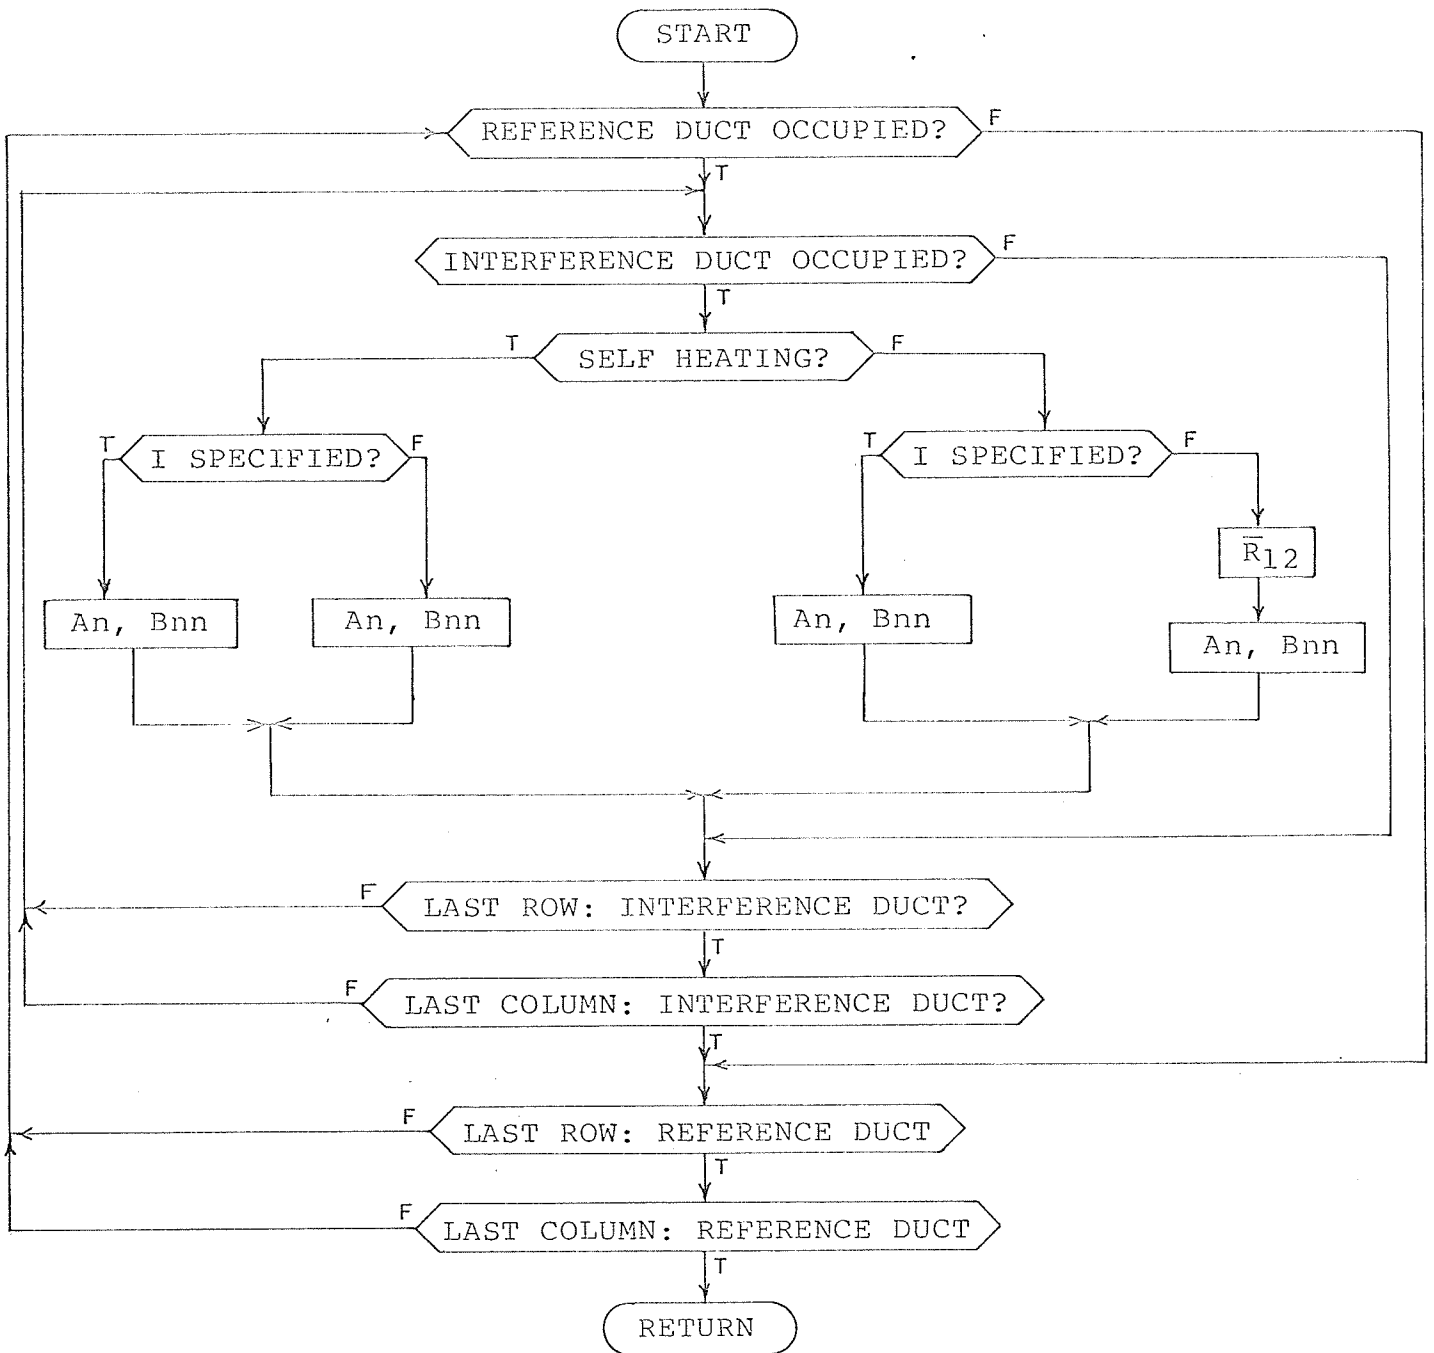 START
REFERENCE DUCT OCCUPIED?
F
T
INTERFERENCE DUCT OCCUPIED?
F
T
SELF HEATING?
T
F
I SPECIFIED?
T
F
I SPECIFIED?
T
F
R̅12
An, Bnn
An, Bnn
An, Bnn
An, Bnn
LAST ROW: INTERFERENCE DUCT?
F
T
LAST COLUMN: INTERFERENCE DUCT?
F
T
LAST ROW: REFERENCE DUCT
F
T
LAST COLUMN: REFERENCE DUCT
F
T
RETURN